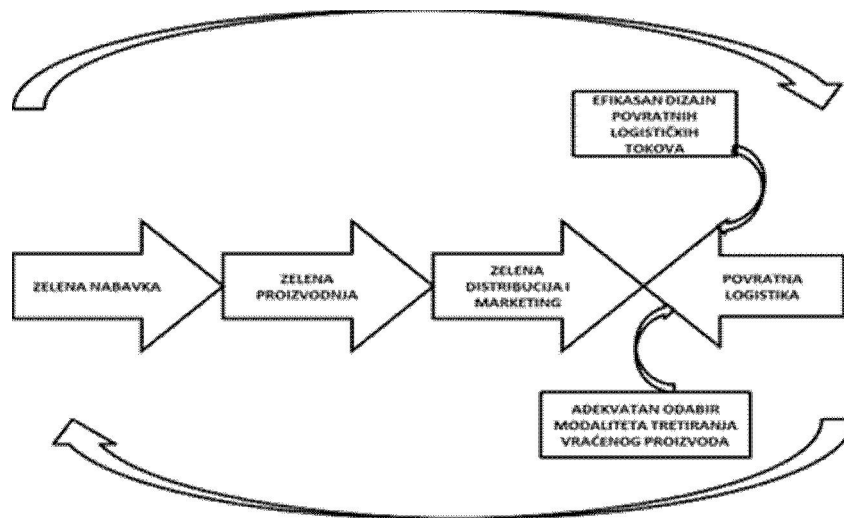 EFIKASAN DIZAJN
POVRATNIH
LOGISTIČKIH
TOKOVA
ZELENA NABAVKA
ZELENA
PROIZVODNJA
ZELENA
DISTRIBUCIJA I
MARKETING
POVRATNA
LOGISTIKA
ADEKVATAN ODABIR
MODALITETA TRETIRANJA
VRAĆENOG PROIZVODA